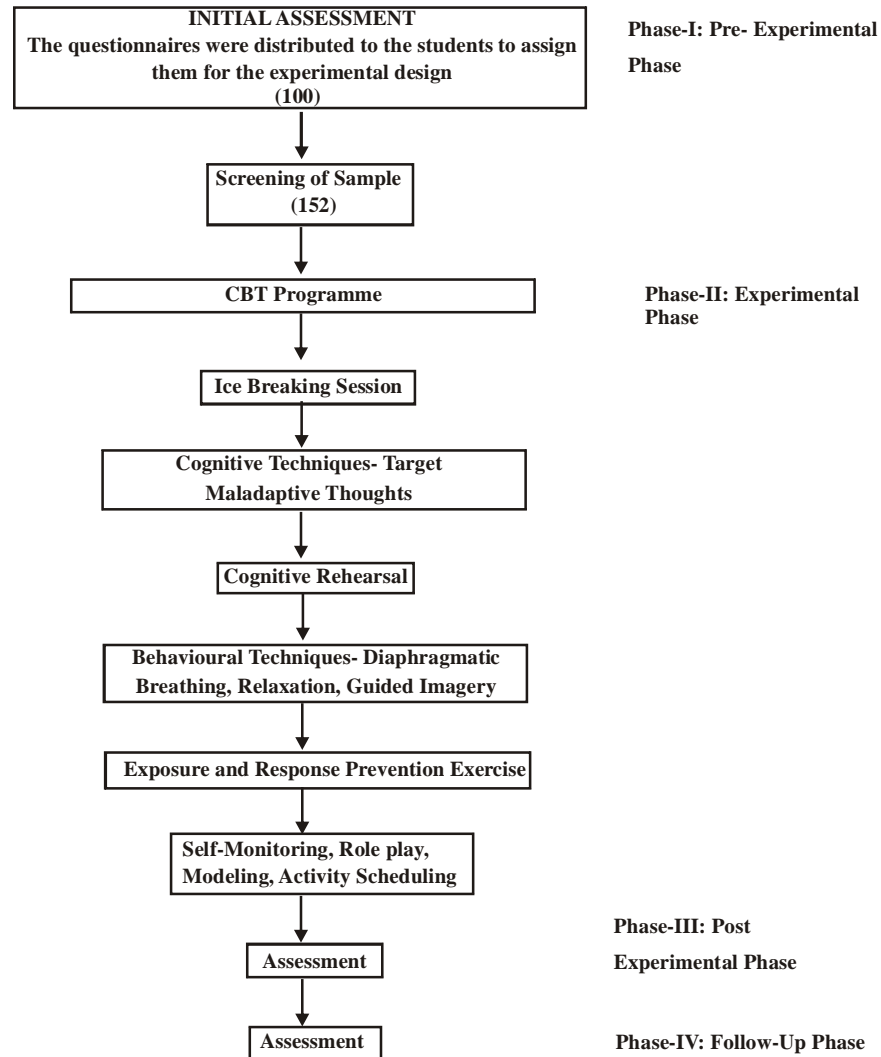 INITIAL ASSESSMENT
The questionnaires were distributed to the students to assign
them for the experimental design
(100)
Phase-I: Pre- Experimental
Phase
Screening of Sample
(152)
CBT Programme
Phase-II: Experimental
Phase
Ice Breaking Session
Cognitive Techniques- Target
Maladaptive Thoughts
Cognitive Rehearsal
Behavioural Techniques- Diaphragmatic
Breathing, Relaxation, Guided Imagery
Exposure and Response Prevention Exercise
Self-Monitoring, Role play,
Modeling, Activity Scheduling
Phase-III: Post
Experimental Phase
Assessment
Assessment
Phase-IV: Follow-Up Phase